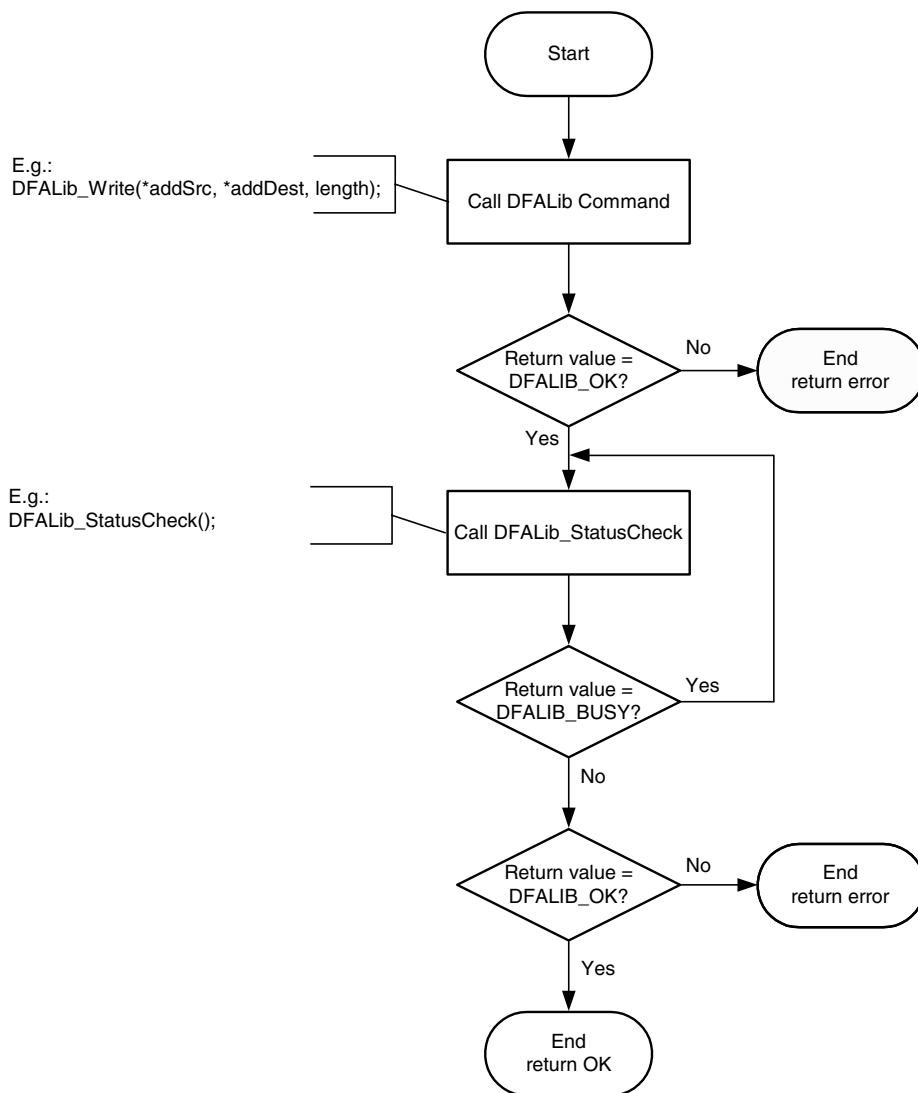 Start
E.g.:
DFALib_Write(*addSrc, *addDest, length);
Call DFALib Command
Return value =
DFALIB_OK?
No
End
return error
Yes
E.g.:
DFALib_StatusCheck();
Call DFALib_StatusCheck
Return value =
DFALIB_BUSY?
Yes
No
Return value =
DFALIB_OK?
No
End
return error
Yes
End
return OK